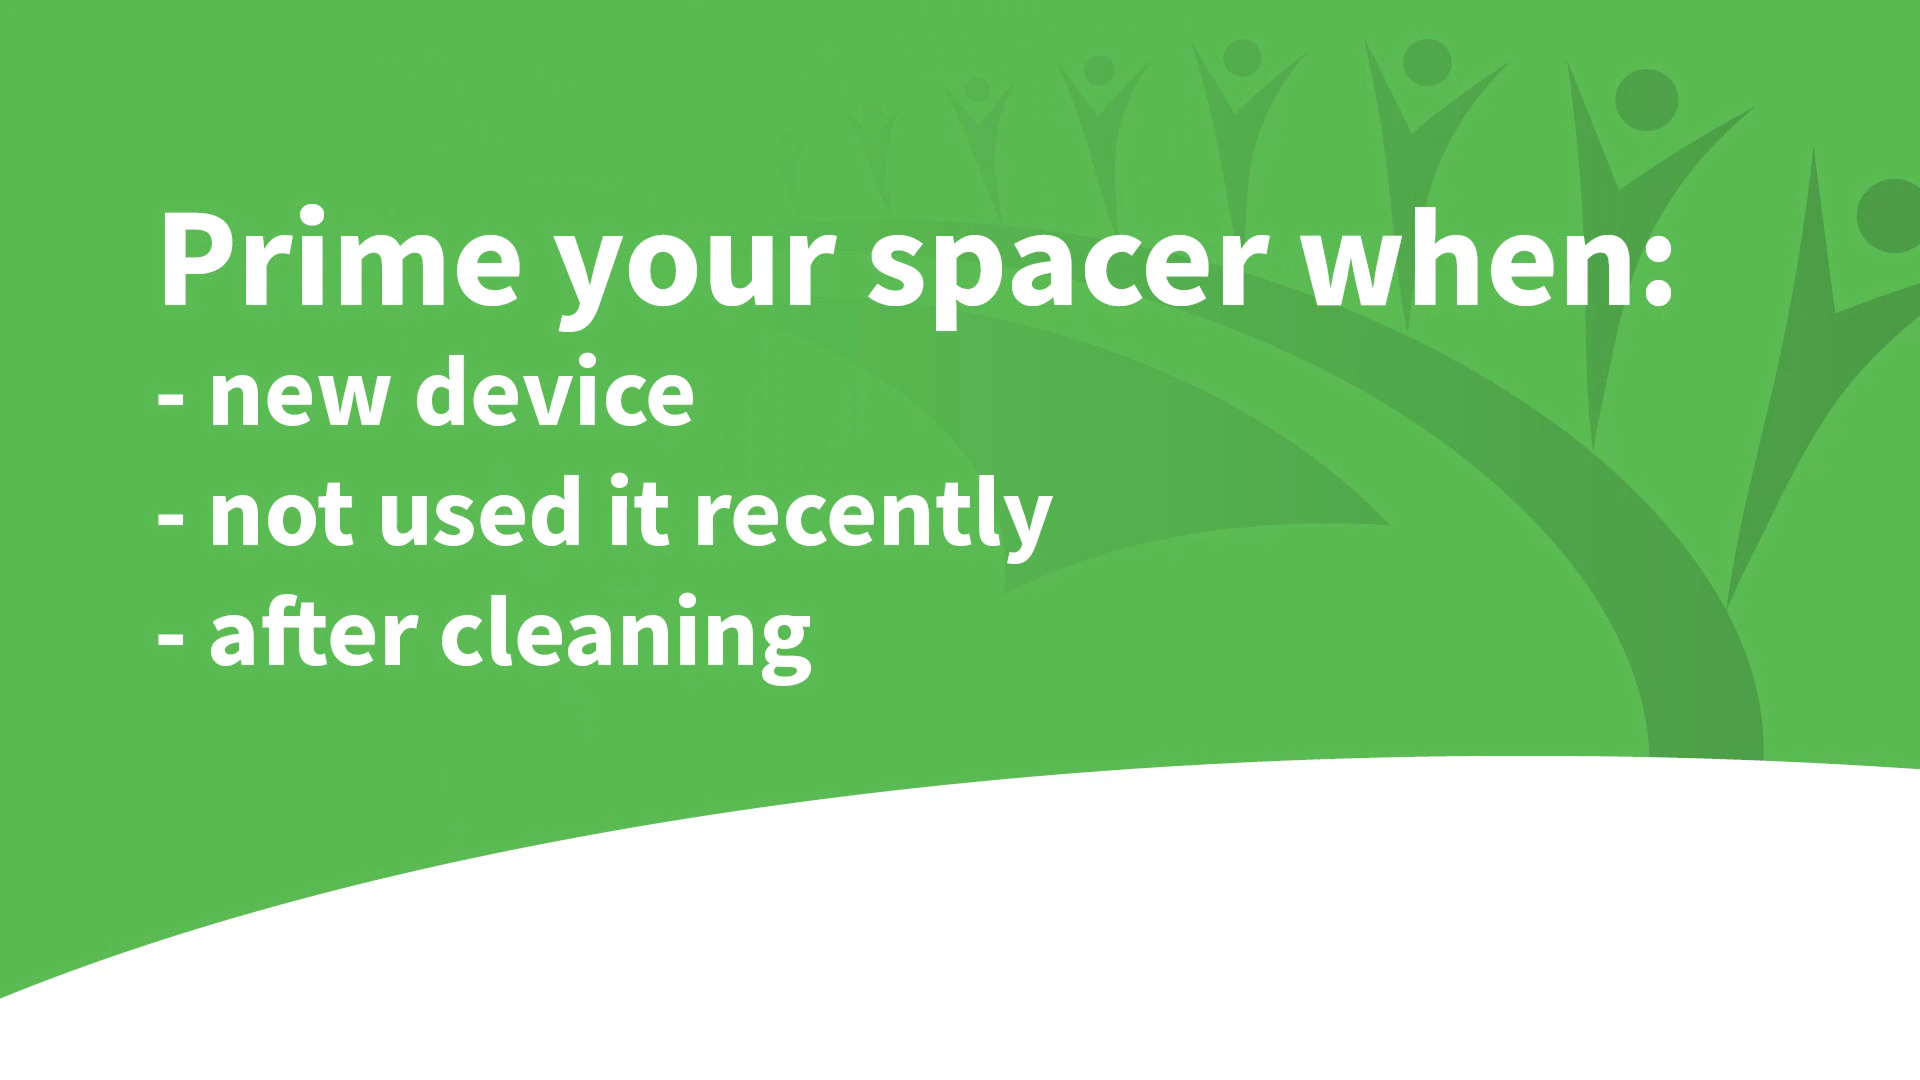 Prime your spacer when:
- new device
- not used it recently
- after cleaning